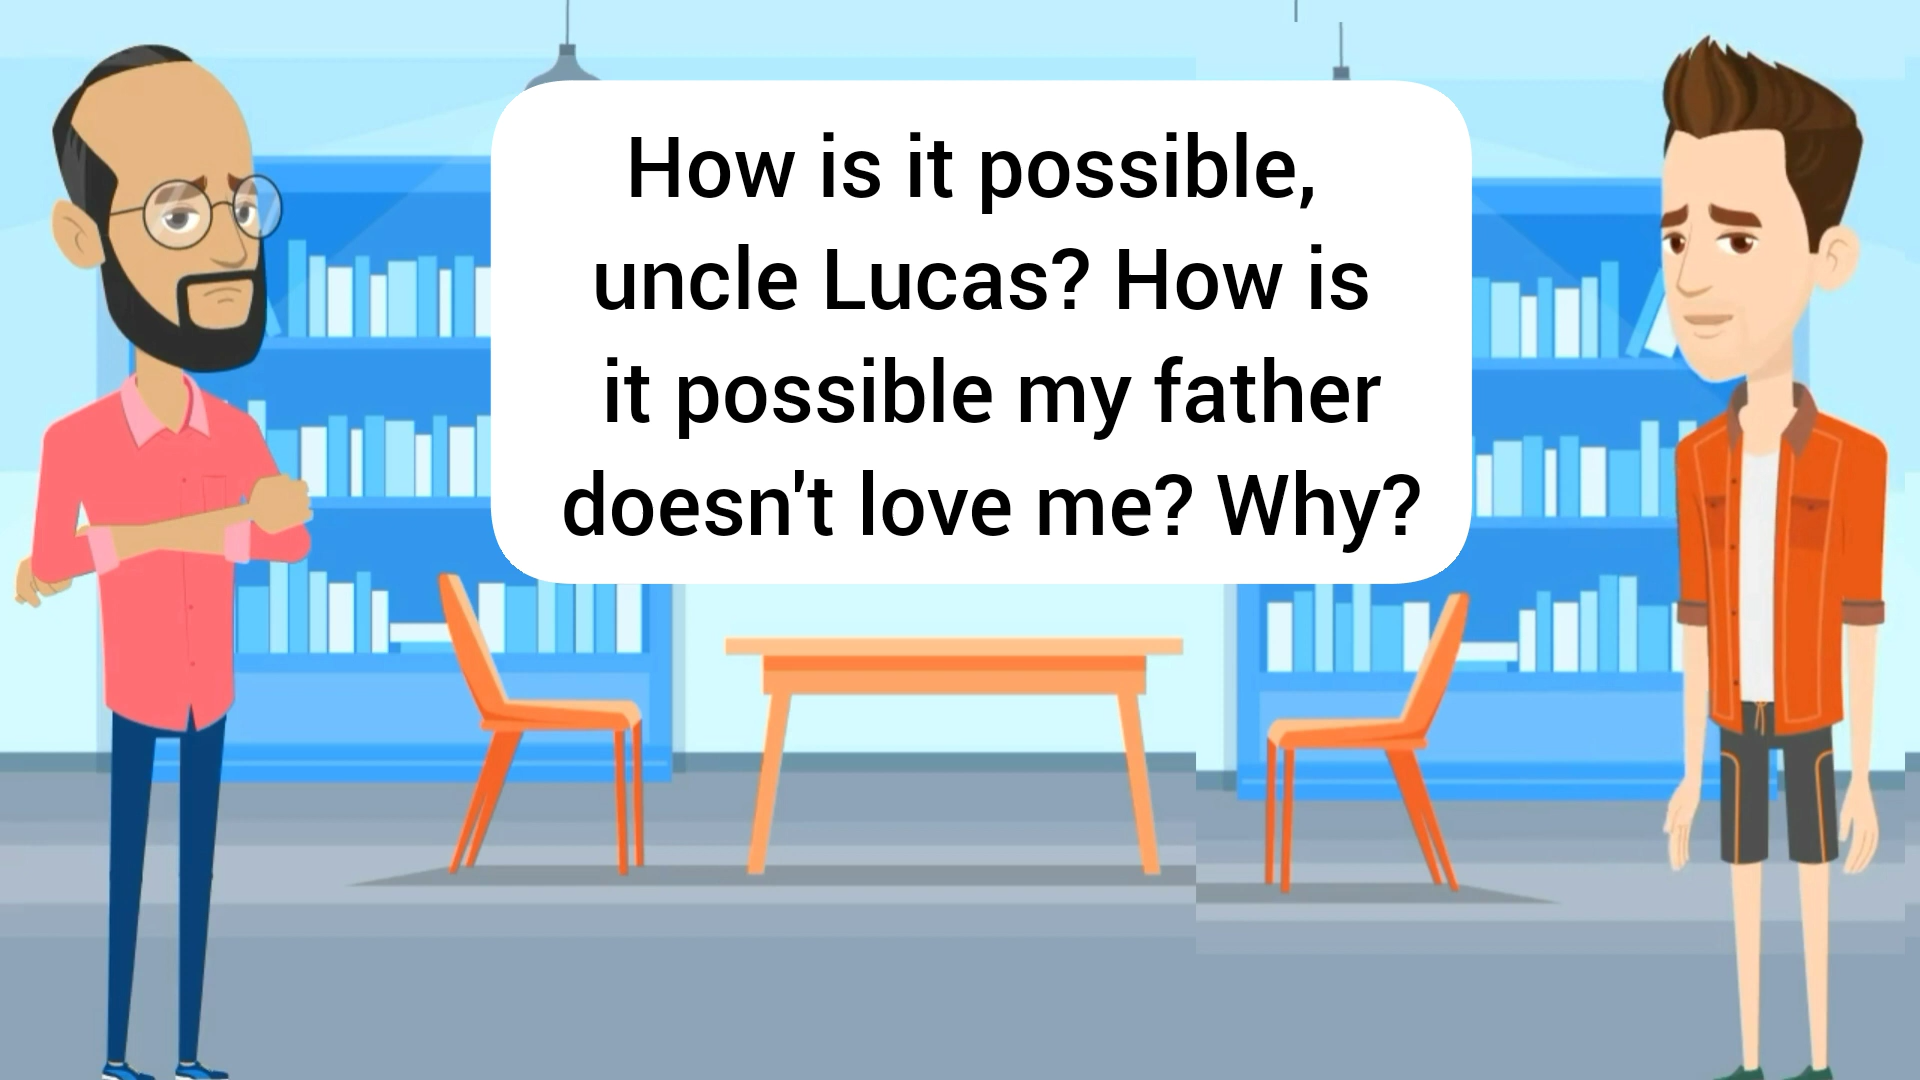 How is it possible,
uncle Lucas? How is
it possible my father
doesn't love me? Why?